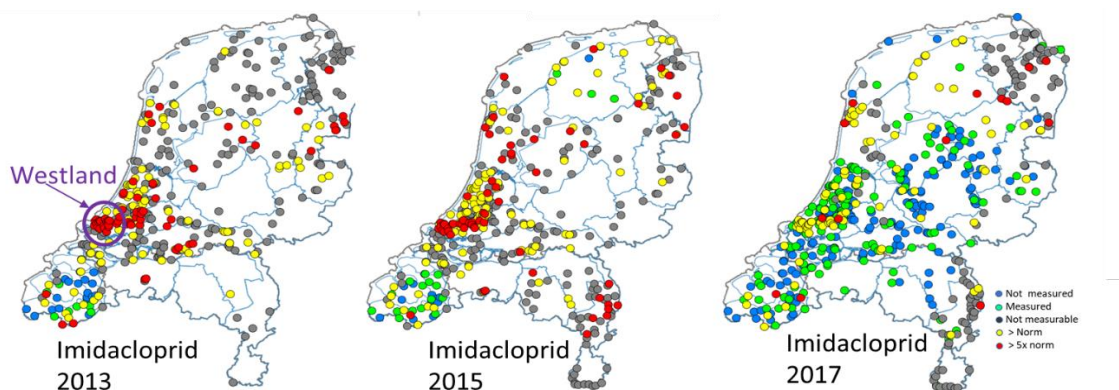 Westland
Imidacloprid
2013
Imidacloprid
2015
Imidacloprid
2017
Not measured
Measured
Not measurable
> Norm
> 5x norm